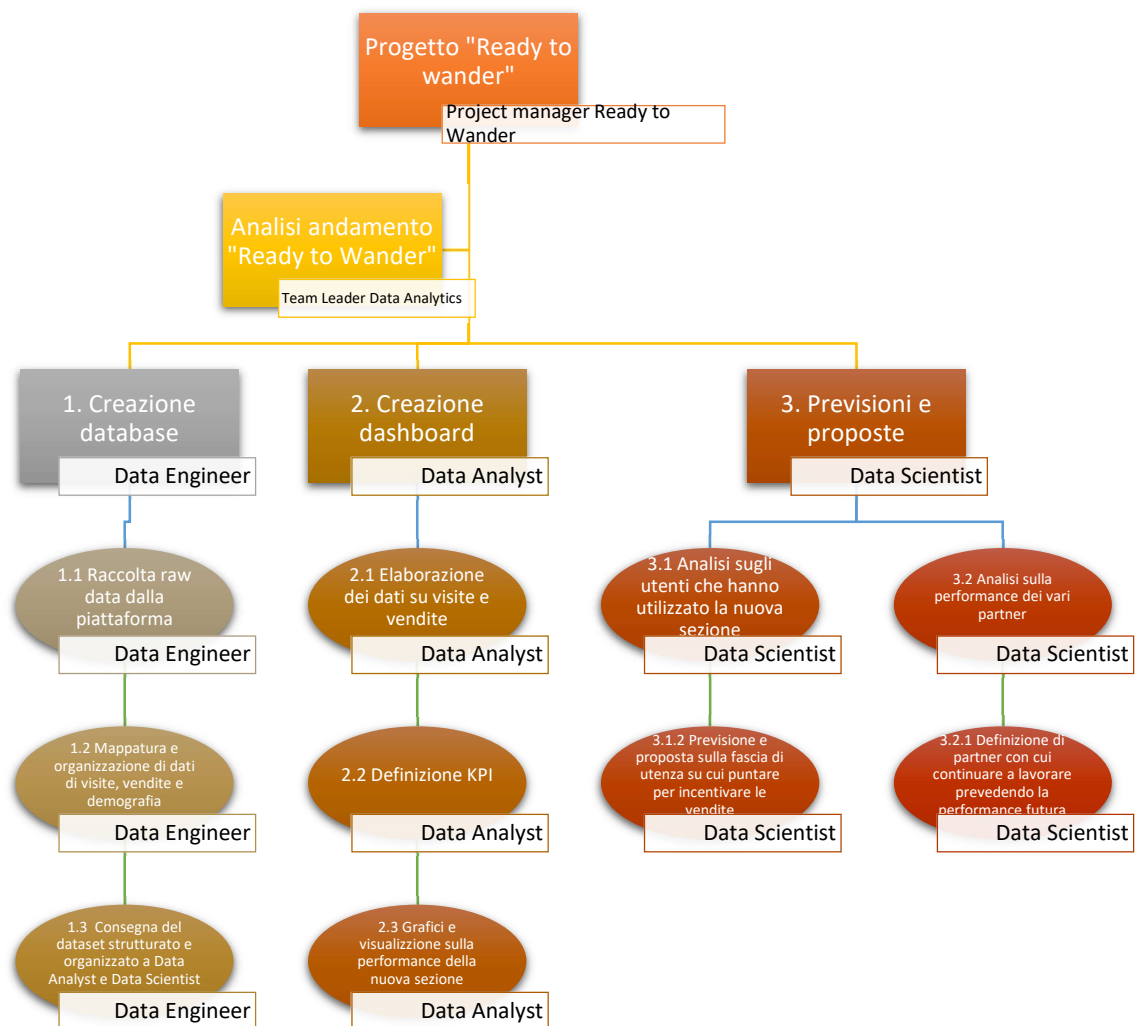 Progetto "Ready to
wander"
Project manager Ready to
Wander
Analisi andamento
"Ready to Wander"
Team Leader Data Analytics
1. Creazione
database
Data Engineer
2. Creazione
dashboard
Data Analyst
3. Previsioni e
proposte
Data Scientist
1.1 Raccolta raw
data dalla
piattaforma
Data Engineer
2.1 Elaborazione
dei dati su visite e
vendite
Data Analyst
3.1 Analisi sugli
utenti che hanno
utilizzato la nuova
sezione
Data Scientist
3.2 Analisi sulla
performance dei vari
partner
Data Scientist
1.2 Mappatura e
organizzazione di dati
di visite, vendite e
demografia
Data Engineer
2.2 Definizione KPI
Data Analyst
3.1.2 Previsione e
proposta sulla fascia di
utenza su cui puntare
per incentivare le
vendite
Data Scientist
3.2.1 Definizione di
partner con cui
continuare a lavorare
prevedendo la
performance futura
Data Scientist
1.3 Consegna del
dataset strutturato e
organizzato a Data
Analyst e Data Scientist
Data Engineer
2.3 Grafici e
visualizzione sulla
performance della
nuova sezione
Data Analyst